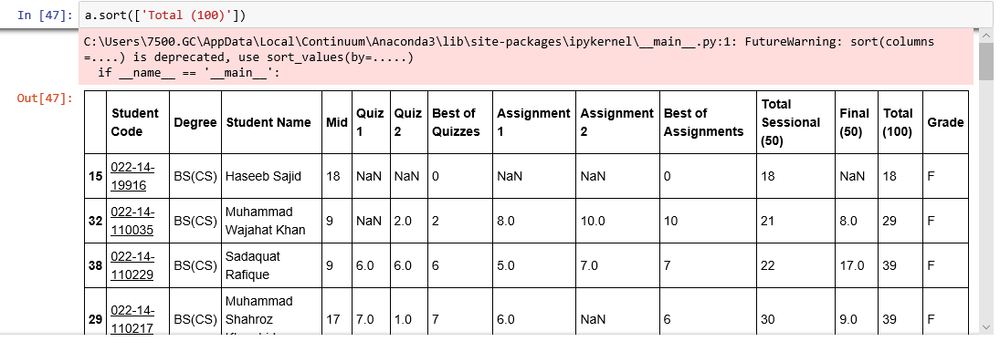 In [47]: a.sort(['Total (100)'])
C:\Users\7500.GC\AppData\Local\Continuum\Anaconda3\lib\site-packages\ipykernel\__main__.py:1: FutureWarning: sort(columns
=....) is deprecated, use sort_values(by=.....)
if __name__ == '__main__':
Out[47]:
Student Code Degree Student Name Mid Quiz 1 Quiz 2 Best of Quizzes Assignment 1 Assignment 2 Best of Assignments Total Sessional (50) Final (50) Total (100) Grade
15 022-14-19916 BS(CS) Haseeb Sajid 18 NaN NaN 0 NaN NaN 0 18 NaN 18 F
32 022-14-110035 BS(CS) Muhammad Wajahat Khan 9 NaN 2.0 2 8.0 10.0 10 21 8.0 29 F
38 022-14-110229 BS(CS) Sadaquat Rafique 9 6.0 6.0 6 5.0 7.0 7 22 17.0 39 F
29 022-14-110217 BS(CS) Muhammad Shahroz 17 7.0 1.0 7 6.0 NaN 6 30 9.0 39 F